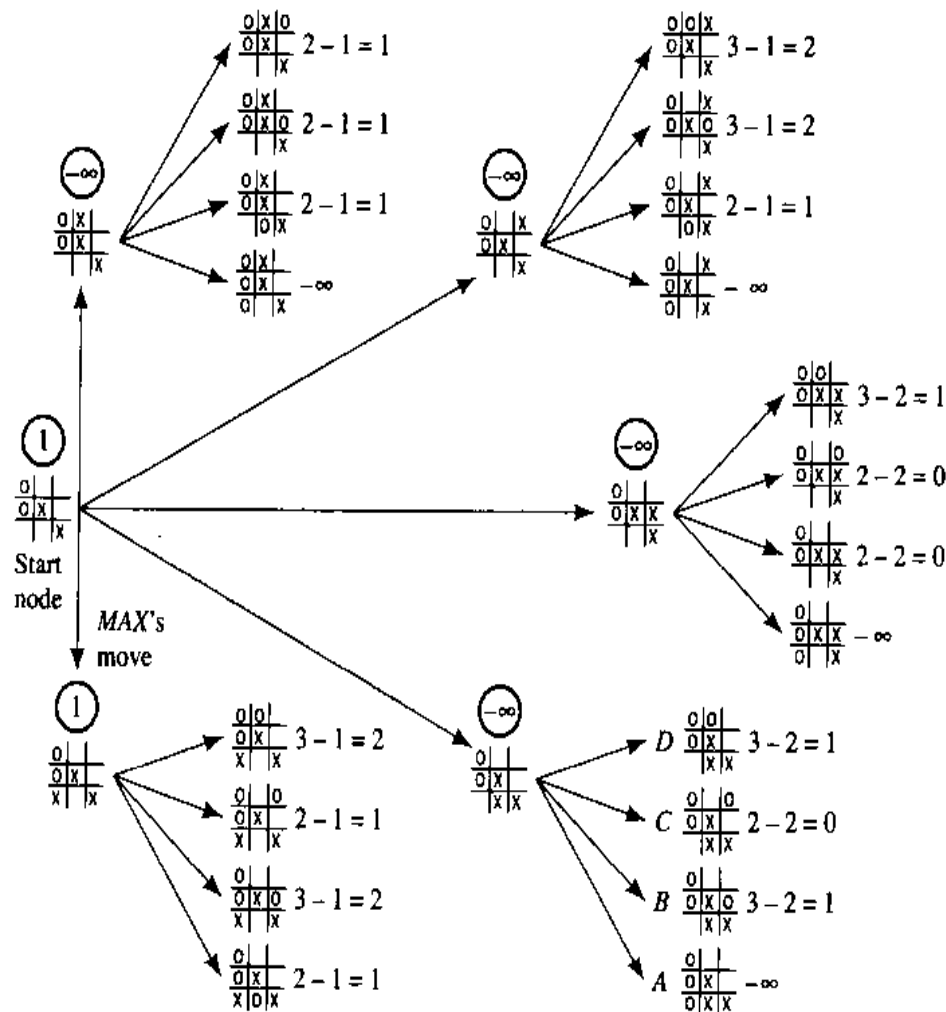 O X O
O X
X
2 – 1 = 1
O X
O X O
X
2 – 1 = 1
O X
O X
O X
2 – 1 = 1
O X
O X
O X
–∞
–∞
O X
O X
X
O O X
O X
X
3 – 1 = 2
O X
O X O
X
3 – 1 = 2
O X
O X
O X
2 – 1 = 1
O X
O X
O X
– ∞
–∞
O X
O X
X
1
O
O X
X
Start
node
MAX's
move
–∞
O
O X X
O O
O X X
X
3 – 2 = 1
O O
O X X
X
2 – 2 = 0
O
O X X
X
2 – 2 = 0
O
O X X
O X
–∞
1
O
O X
X X
O O
O X
X X
3 – 1 = 2
O O
O X
X X
2 – 1 = 1
O
O X O
X X
3 – 1 = 2
O
O X
X O X
2 – 1 = 1
–∞
O
O X
X X
D
O O
O X
X X
3 – 2 = 1
C
O O
O X
X X
2 – 2 = 0
B
O
O X O
X X
3 – 2 = 1
A
O
O X
O X X
–∞